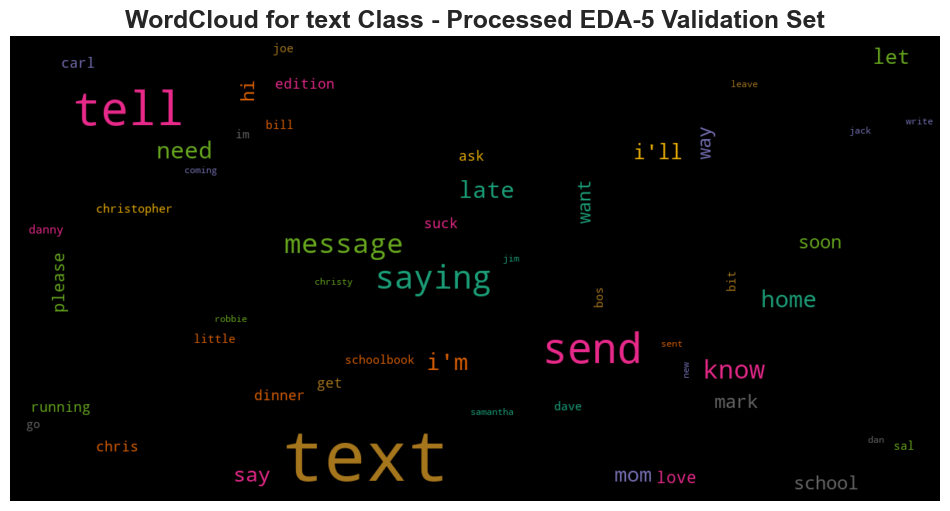 WordCloud for text Class - Processed EDA-5 Validation Set
joe
carl
let
tell
hi
edition
leave
bill
im
jack
write
need
coming
ask
i'll
way
late
want
christopher
danny
suck
message
soon
please
saying
jim
christy
bos
bit
home
robbie
little
send
sent
schoolbook
i'm
new
know
get
dinner
mark
running
samantha
dave
go
chris
text
dan
sal
say
mom
love
school